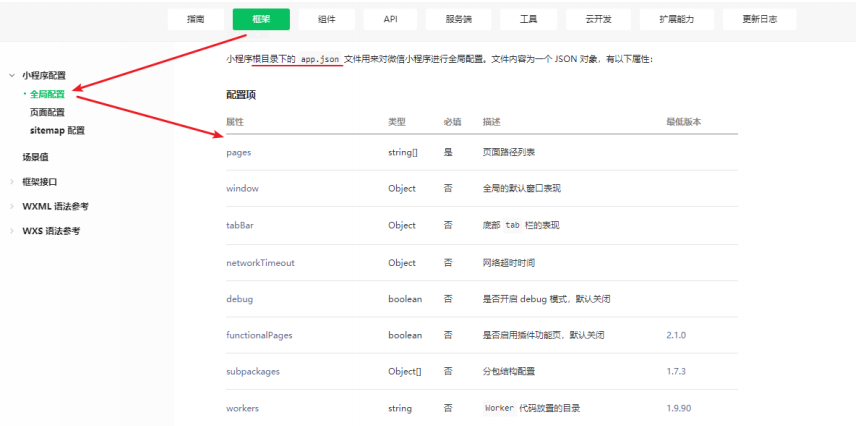 指南 框架 组件 API 服务端 工具 云开发 扩展能力 更新日志
小程序配置
全局配置
页面配置
sitemap 配置
场景值
框架接口
WXML 语法参考
WXS 语法参考
小程序根目录下的 app.json 文件用来对微信小程序进行全局配置。文件内容为一个 JSON 对象，有以下属性：
配置项
属性 类型 必填 描述 最低版本
pages string[] 是 页面路径列表
window Object 否 全局的默认窗口表现
tabBar Object 否 底部 tab 栏的表现
networkTimeout Object 否 网络超时时间
debug boolean 否 是否开启 debug 模式，默认关闭
functionalPages boolean 否 是否启用插件功能页，默认关闭 2.1.0
subpackages Object[] 否 分包结构配置 1.7.3
workers string 否 Worker 代码放置的目录 1.9.90